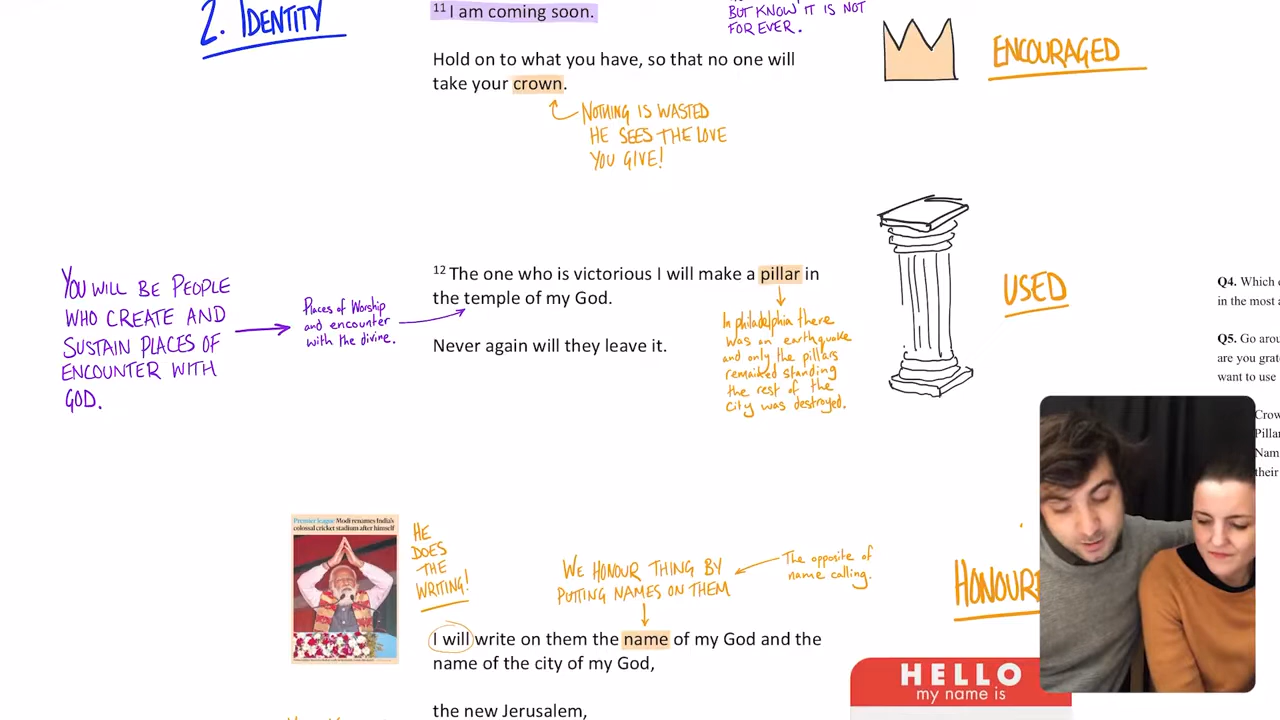 2. IDENTITY
11 I am coming soon.
BUT KNOW IT IS NOT
FOR EVER.
Hold on to what you have, so that no one will
take your crown.
ENCOURAGED
NOTHING IS WASTED
HE SEES THE LOVE
YOU GIVE!
12 The one who is victorious I will make a pillar in
the temple of my God.
Never again will they leave it.
YOU WILL BE PEOPLE
WHO CREATE AND
SUSTAIN PLACES OF
ENCOUNTER WITH
GOD.
Places of Worship
and encounter
with the divine.
In philadelphia there
was an earthquake
and only the pillars
remained standing
the rest of the
city was destroyed.
USED
Q4. Which
in the most
Q5. Go
are you
want to use
Premier league Modi renames India's
colossal cricket stadium after himself
HE
DOES
THE
WRITING!
WE HONOUR THING BY
PUTTING NAMES ON THEM
The opposite of
name calling.
I will write on them the name of my God and the
name of the city of my God,
the new Jerusalem,
HELLO
my name is